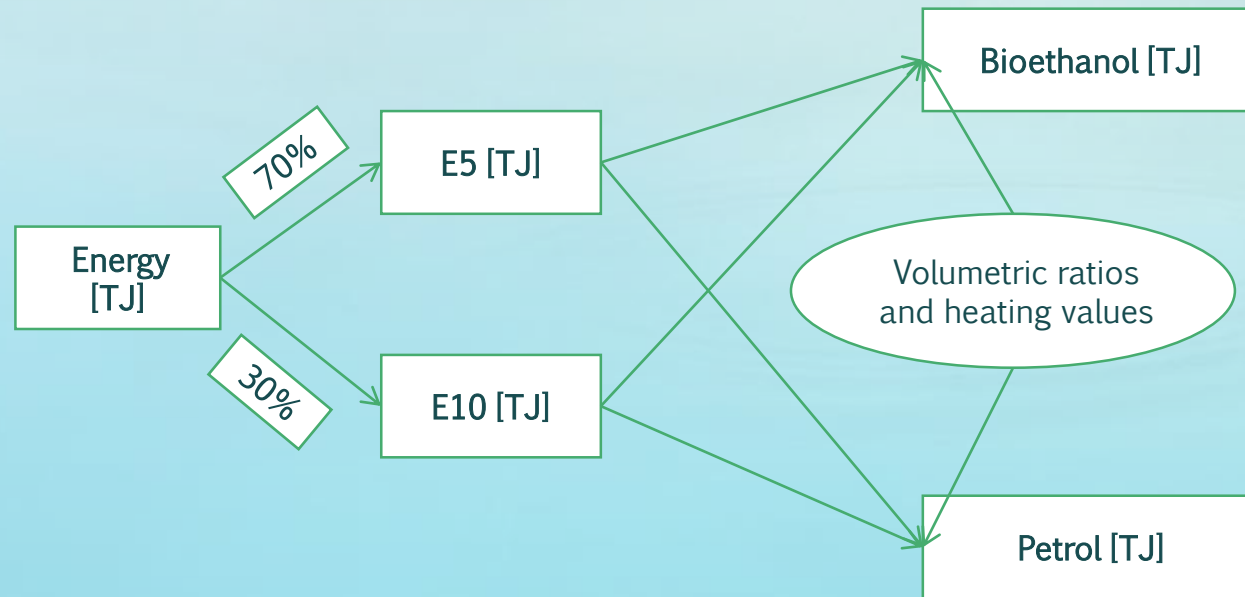 Bioethanol [TJ]
70%
E5 [TJ]
Energy
[TJ]
Volumetric ratios
and heating values
30%
E10 [TJ]
Petrol [TJ]